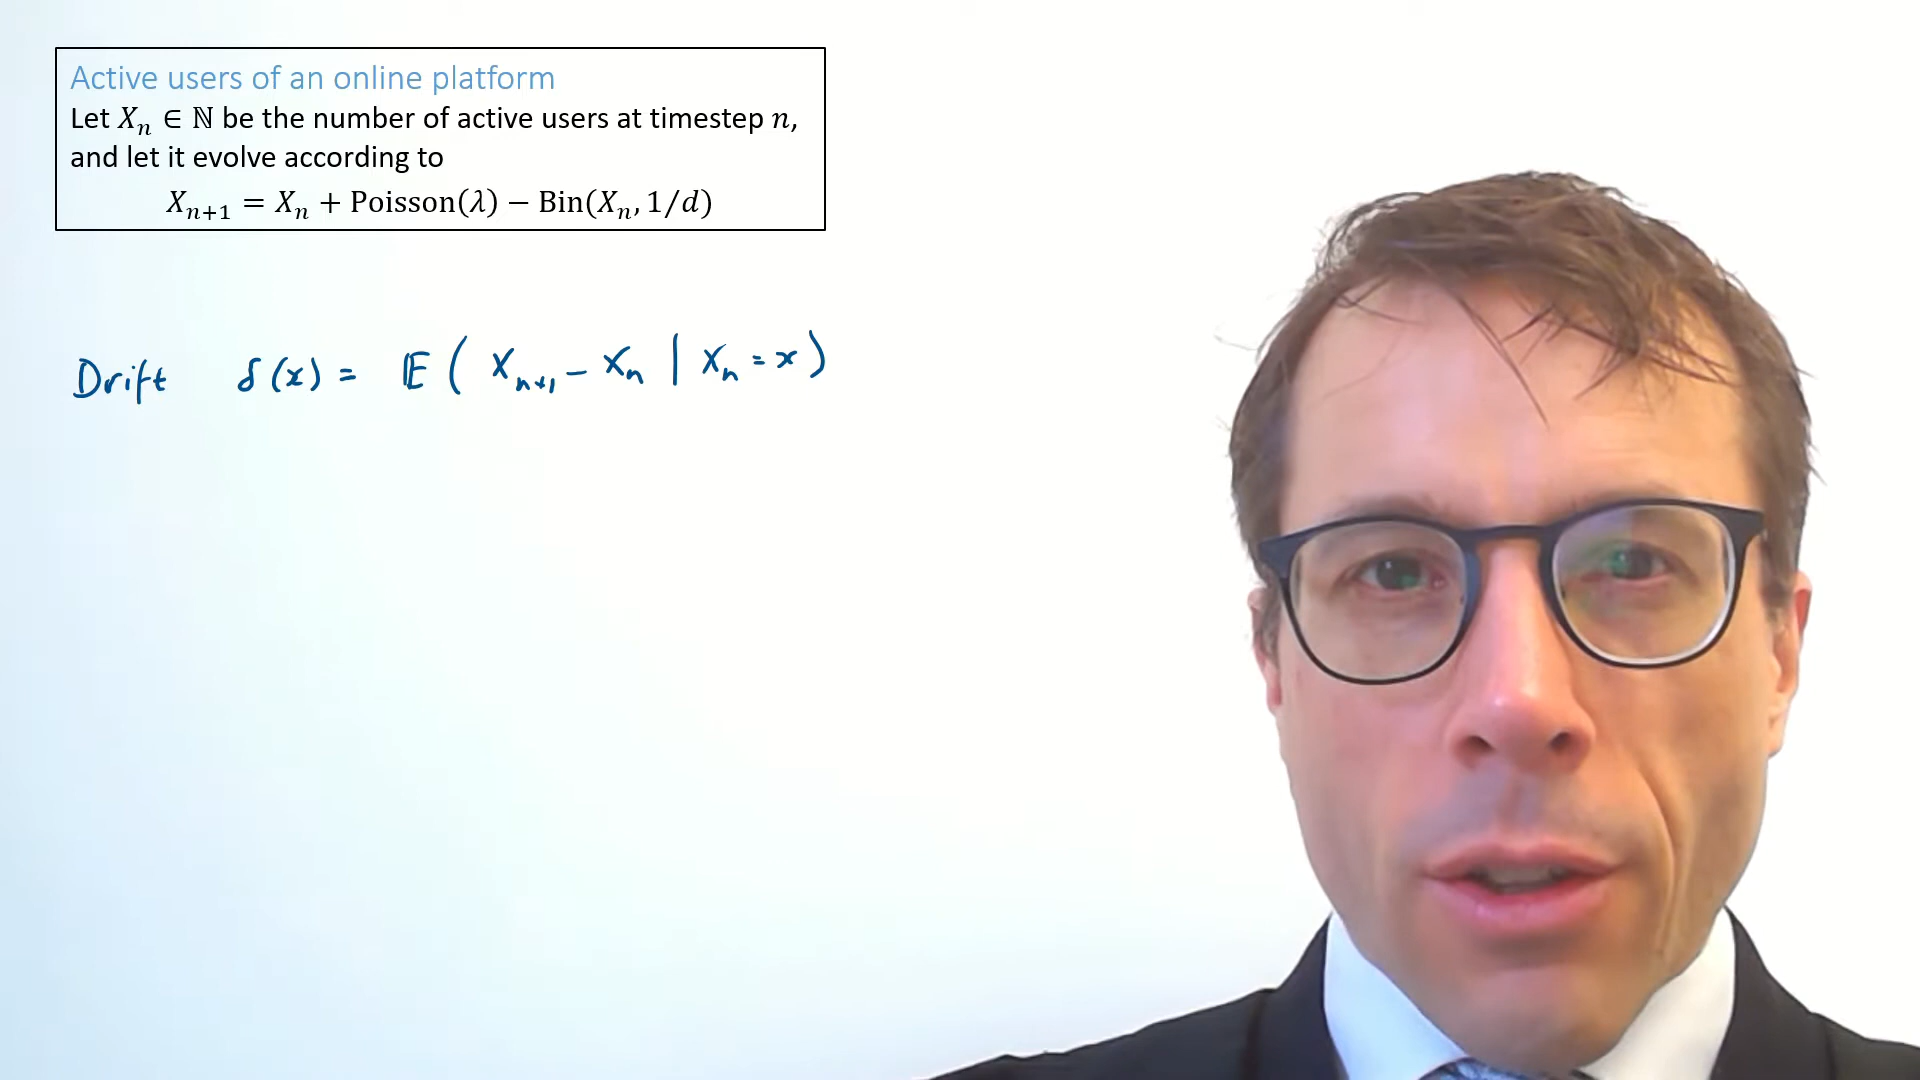 Active users of an online platform
Let Xₙ ∈ ℕ be the number of active users at timestep n,
and let it evolve according to
Xₙ₊₁ = Xₙ + Poisson(λ) − Bin(Xₙ, 1/d)
Drift δ(x) = 𝔼 ( Xₙ₊₁ − Xₙ | Xₙ = x )